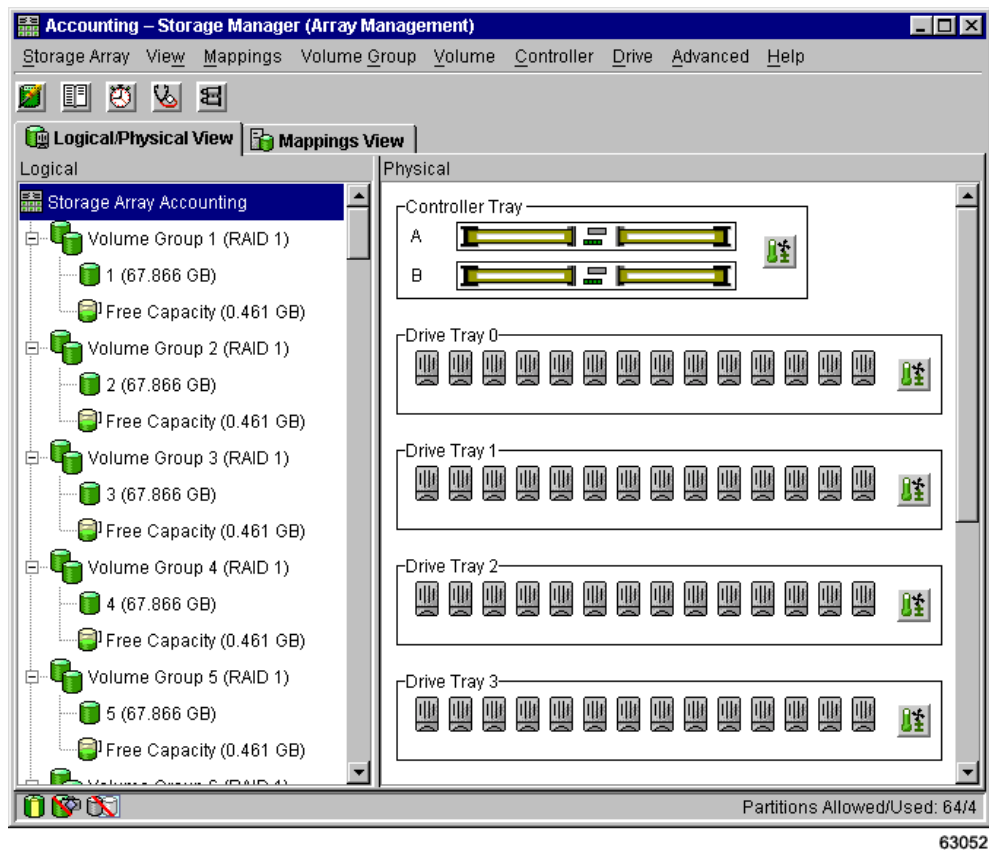 Accounting – Storage Manager (Array Management)
Storage Array View Mappings Volume Group Volume Controller Drive Advanced Help
Logical/Physical View Mappings View
Logical
Storage Array Accounting
Volume Group 1 (RAID 1)
1 (67.866 GB)
Free Capacity (0.461 GB)
Volume Group 2 (RAID 1)
2 (67.866 GB)
Free Capacity (0.461 GB)
Volume Group 3 (RAID 1)
3 (67.866 GB)
Free Capacity (0.461 GB)
Volume Group 4 (RAID 1)
4 (67.866 GB)
Free Capacity (0.461 GB)
Volume Group 5 (RAID 1)
5 (67.866 GB)
Free Capacity (0.461 GB)
Physical
Controller Tray
A
B
Drive Tray 0
Drive Tray 1
Drive Tray 2
Drive Tray 3
Partitions Allowed/Used: 64/4
63052